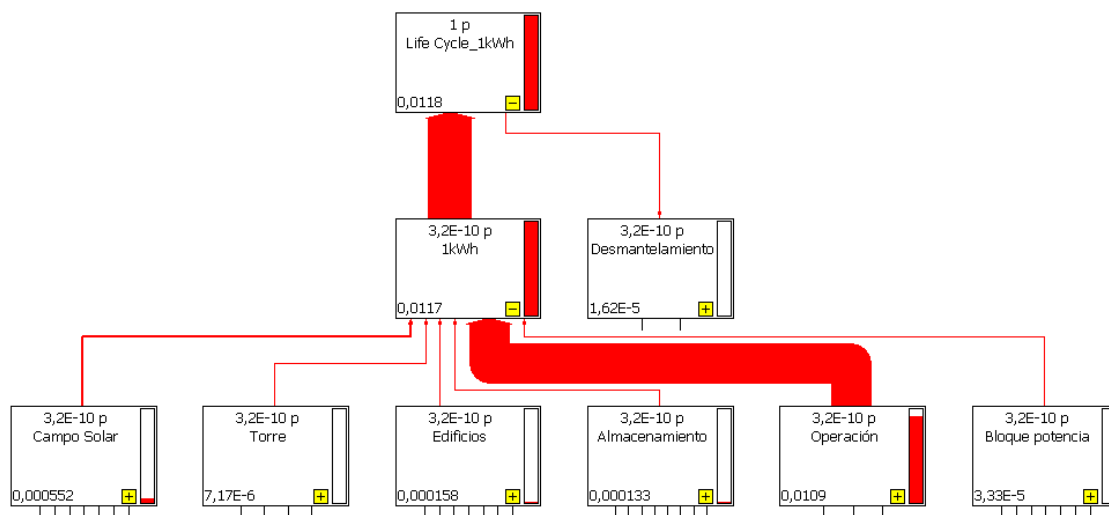 1 p
Life Cycle_1kWh
0,0118
3,2E-10 p
1kWh
0,0117
3,2E-10 p
Desmantelamiento
1,62E-5
3,2E-10 p
Campo Solar
0,000552
3,2E-10 p
Torre
7,17E-6
3,2E-10 p
Edificios
0,000158
3,2E-10 p
Almacenamiento
0,000133
3,2E-10 p
Operación
0,0109
3,2E-10 p
Bloque potencia
3,33E-5